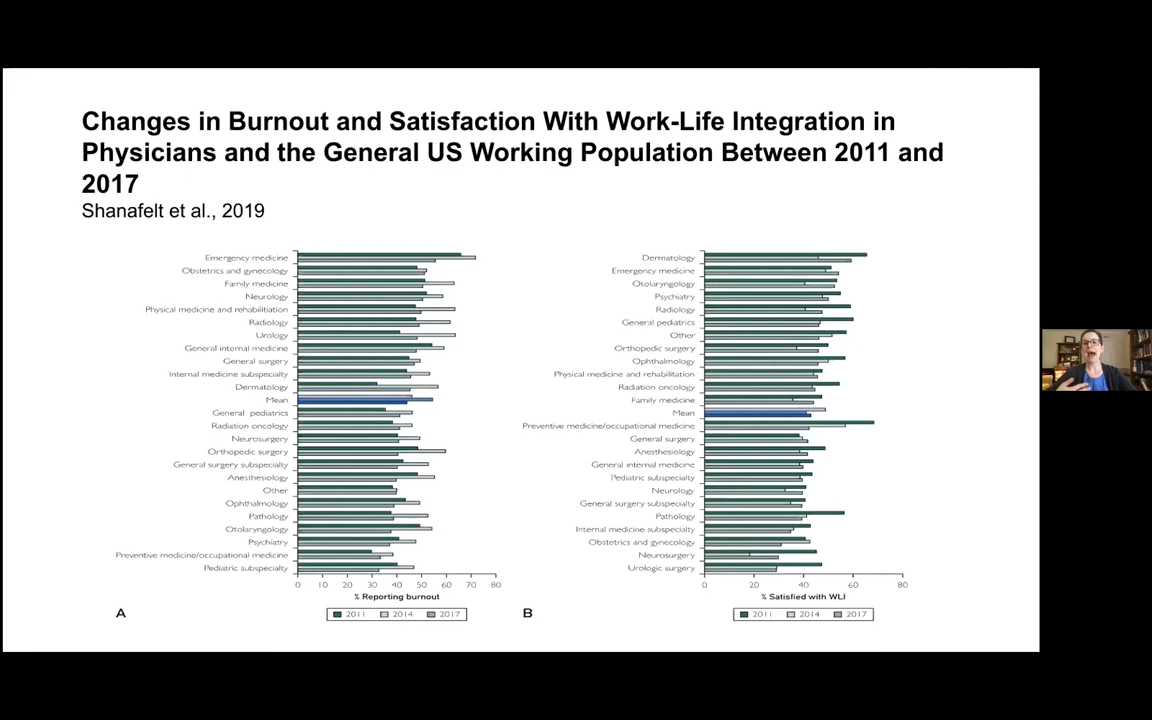 Changes in Burnout and Satisfaction With Work-Life Integration in
Physicians and the General US Working Population Between 2011 and
2017
Shanafelt et al., 2019
Emergency medicine
Obstetrics and gynecology
Family medicine
Neurology
Physical medicine and rehabilitiation
Radiology
Urology
General internal medicine
General surgery
Internal medicine subspecialty
Dermatology
Mean
General pediatrics
Radiation oncology
Neurosurgery
Orthopedic surgery
General surgery subspecialty
Anesthesiology
Other
Ophthalmology
Pathology
Otolaryngology
Psychiatry
Preventive medicine/occupational medicine
Pediatric subspecialty
0 10 20 30 40 50 60 70 80
% Reporting burnout
A
2011 2014 2017
Dermatology
Emergency medicine
Otolaryngology
Psychiatry
Radiology
General pediatrics
Other
Orthopedic surgery
Ophthalmology
Physical medicine and rehabilitation
Radiation oncology
Family medicine
Mean
Preventive medicine/occupational medicine
General surgery
Anesthesiology
General internal medicine
Pediatric subspecialty
Neurology
General surgery subspecialty
Pathology
Internal medicine subspecialty
Obstetrics and gynecology
Neurosurgery
Urologic surgery
0 20 40 60 80
% Satisfied with WLI
B
2011 2014 2017